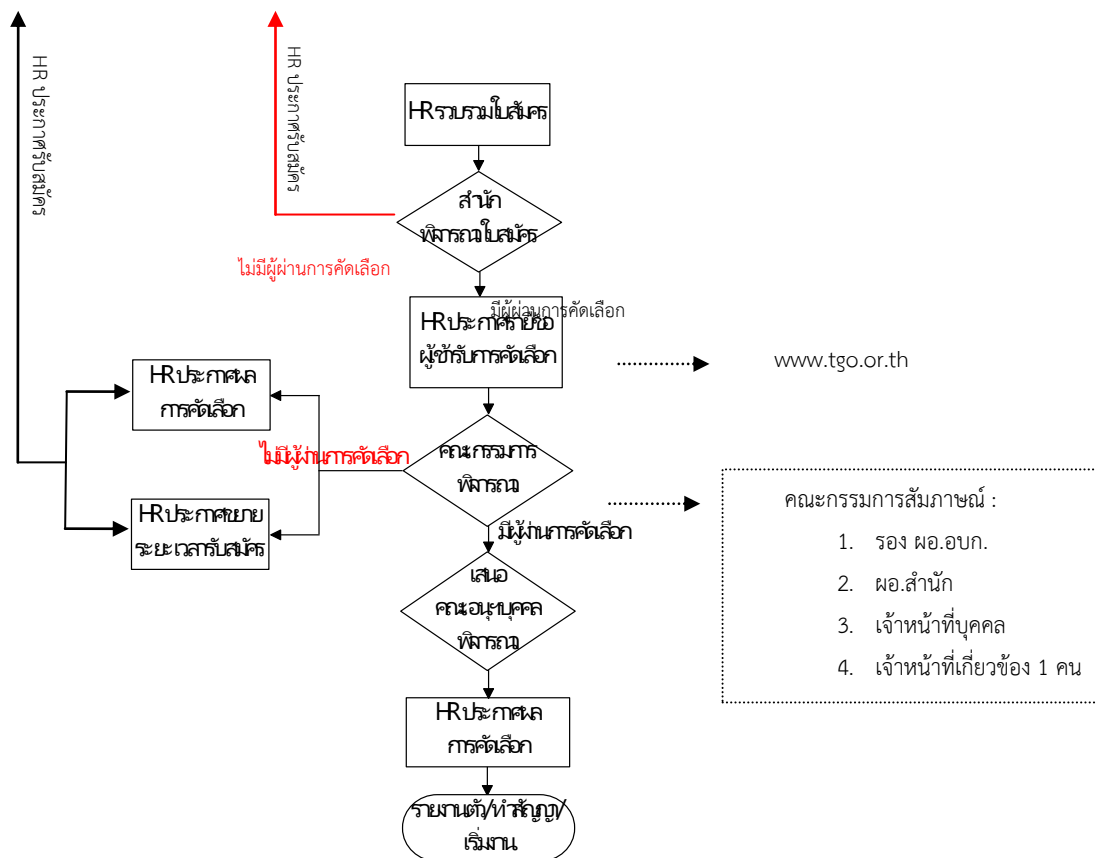 HR ประกาศรับสมัคร
HR ประกาศรับสมัคร
HR รวบรวมใบสมัคร
สำนัก
พิจารณาใบสมัคร
ไม่มีผู้ผ่านการคัดเลือก
มีผู้ผ่านการคัดเลือก
HR ประกาศรายชื่อ
ผู้เข้ารับการคัดเลือก
www.tgo.or.th
HR ประกาศผล
การคัดเลือก
ไม่มีผู้ผ่านการคัดเลือก
คณะกรรมการ
พิจารณา
HR ประกาศขยาย
ระยะเวลารับสมัคร
มีผู้ผ่านการคัดเลือก
คณะกรรมการสัมภาษณ์ :
1. รอง ผอ.อบก.
2. ผอ.สำนัก
3. เจ้าหน้าที่บุคคล
4. เจ้าหน้าที่เกี่ยวข้อง 1 คน
เสนอ
คณะอนุฯบุคคล
พิจารณา
HR ประกาศผล
การคัดเลือก
รายงานตัว/ทำสัญญา/
เริ่มงาน